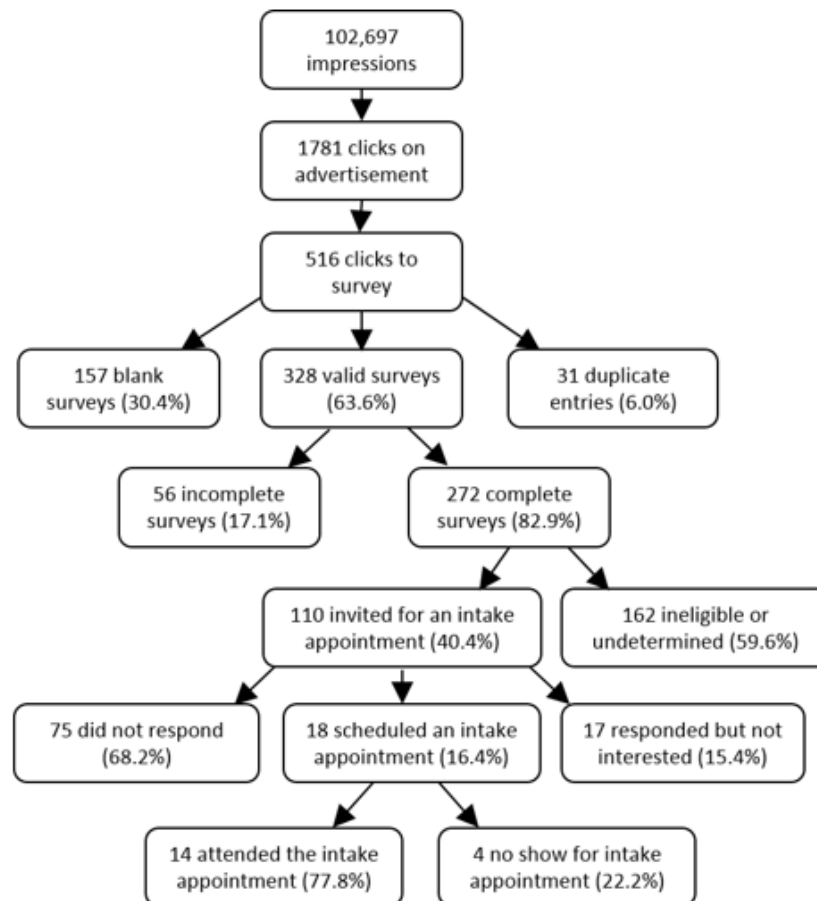 102,697
impressions
1781 clicks on
advertisement
516 clicks to
survey
157 blank
surveys (30.4%)
328 valid surveys
(63.6%)
31 duplicate
entries (6.0%)
56 incomplete
surveys (17.1%)
272 complete
surveys (82.9%)
110 invited for an intake
appointment (40.4%)
162 ineligible or
undetermined (59.6%)
75 did not respond
(68.2%)
18 scheduled an intake
appointment (16.4%)
17 responded but not
interested (15.4%)
14 attended the intake
appointment (77.8%)
4 no show for intake
appointment (22.2%)